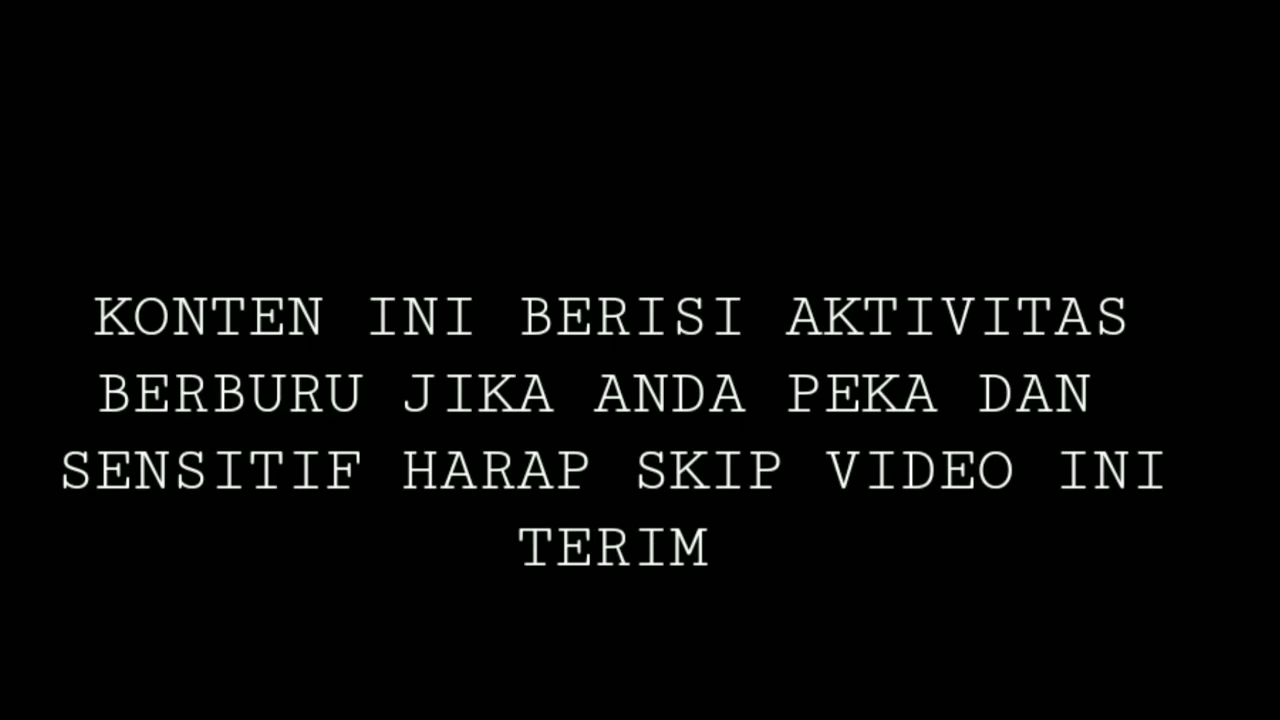 KONTEN INI BERISI AKTIVITAS
BERBURU JIKA ANDA PEKA DAN
SENSITIF HARAP SKIP VIDEO INI
TERIM